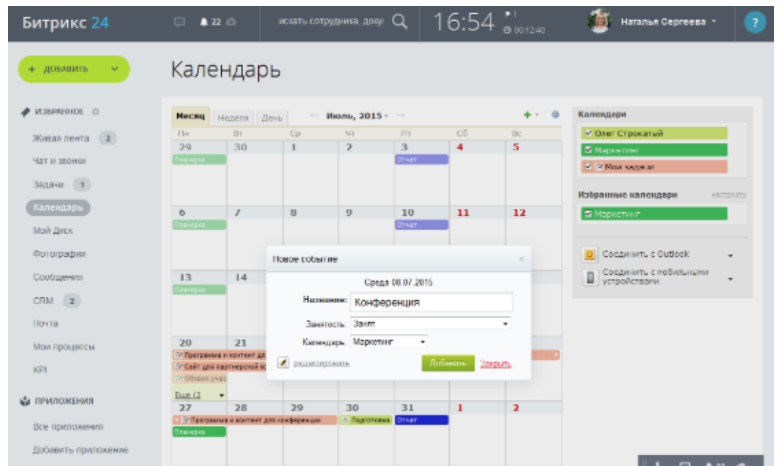 Битрикс 24
22
искать сотрудника, доку
16:54
1
00:12:40
Наталья Сергеева
?
+ ДОБАВИТЬ
Календарь
ИЗБРАННОЕ
Живая лента 2
Чат и звонки
Задачи 1
Календарь
Мой Диск
Фотографии
Сообщения
CRM 2
Почта
Мои процессы
KPI
ПРИЛОЖЕНИЯ
Все приложения
Добавить приложение
Месяц Неделя День
Июль, 2015
+
Пн Вт Ср Чт Пт Сб Вс
29 30 1 2 3 4 5
Планерка Отчет
6 7 8 9 10 11 12
Планерка Отчет
13 14
Планерка
20 21
Программа и контент дл
Сайт для партнерской к
Сборон учас
Еще (2
27 28 29 30 31 1 2
Программа и контент для конференции Подготовка Отчет
Планерка
Новое событие
Среда 08.07.2015
Название: Конференция
Занятость: Занят
Календарь: Маркетинг
редактировать Добавить Закрыть
Календари
Олег Строкатый
Маркетинг
Мои задачи
Избранные календари настроить
Маркетинг
Соединить с Outlook
Соединить с мобильными
устройствами